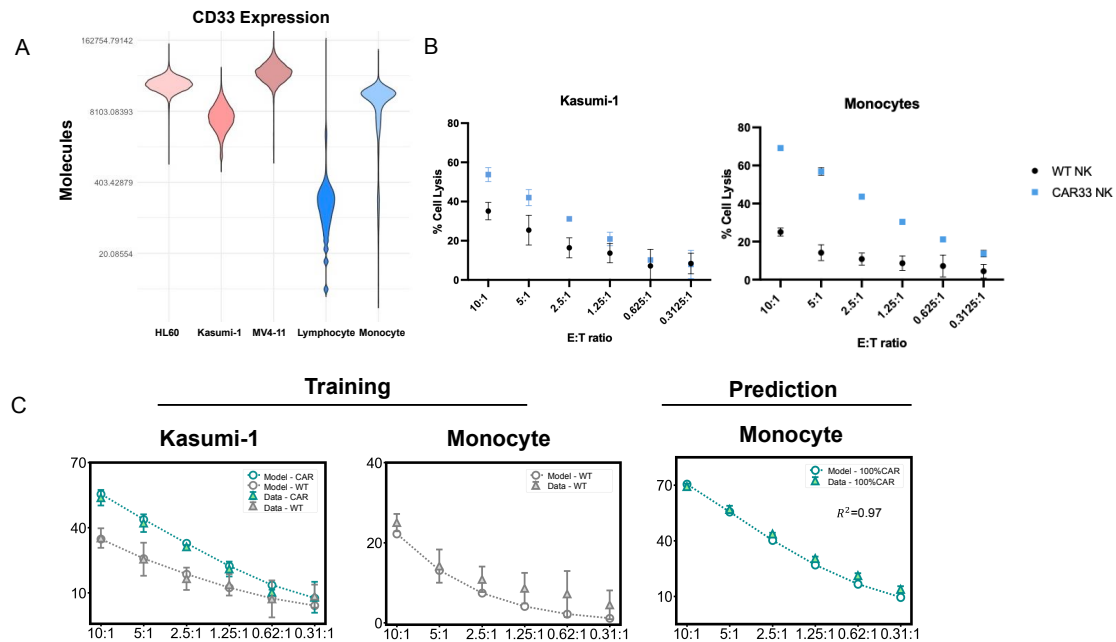 A
CD33 Expression
Molecules
162754.79142
8103.08393
403.42879
20.08554
HL60 Kasumi-1 MV4-11 Lymphocyte Monocyte
B
Kasumi-1
% Cell Lysis
80
60
40
20
0
10:1 5:1 2.5:1 1.25:1 0.625:1 0.3125:1
E:T ratio
Monocytes
% Cell Lysis
80
60
40
20
0
10:1 5:1 2.5:1 1.25:1 0.625:1 0.3125:1
E:T ratio
WT NK
CAR33 NK
C
Training
Prediction
Kasumi-1
70
40
10
Model - CAR
Model - WT
Data - CAR
Data - WT
10:1 5:1 2.5:1 1.25:1 0.62:1 0.31:1
Monocyte
40
20
0
Model - WT
Data - WT
10:1 5:1 2.5:1 1.25:1 0.62:1 0.31:1
Monocyte
70
40
10
Model - 100%CAR
Data - 100%CAR
R²=0.97
10:1 5:1 2.5:1 1.25:1 0.62:1 0.31:1